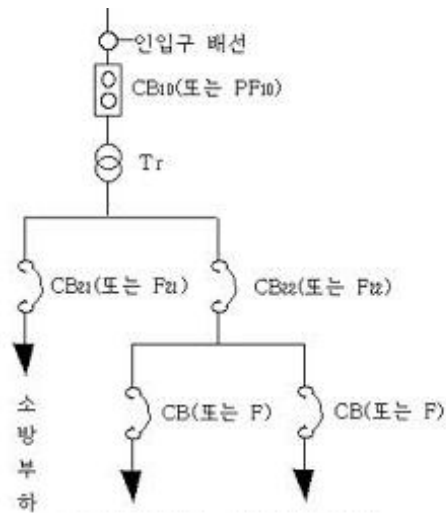 인입구 배선
CB10(또는 PF10)
Tr
CB21(또는 F21)
CB22(또는 F22)
CB(또는 F)
CB(또는 F)
소
방
부
하